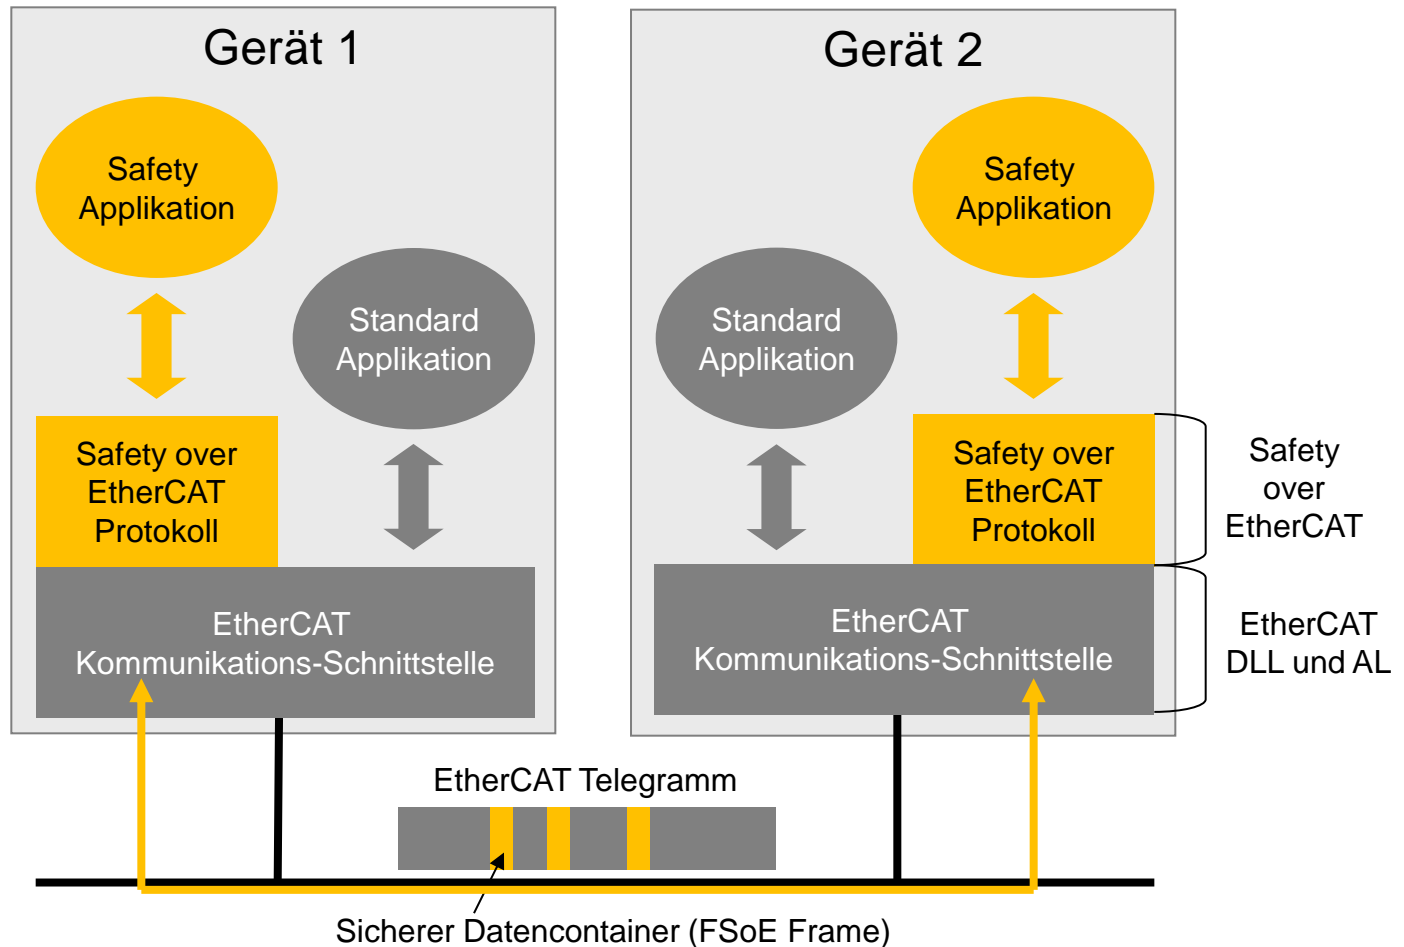 Gerät 1
Safety
Applikation
Standard
Applikation
Safety over
EtherCAT
Protokoll
EtherCAT
Kommunikations-Schnittstelle
Gerät 2
Safety
Applikation
Standard
Applikation
Safety over
EtherCAT
Protokoll
EtherCAT
Kommunikations-Schnittstelle
Safety
over
EtherCAT
EtherCAT
DLL und AL
EtherCAT Telegramm
Sicherer Datencontainer (FSoE Frame)